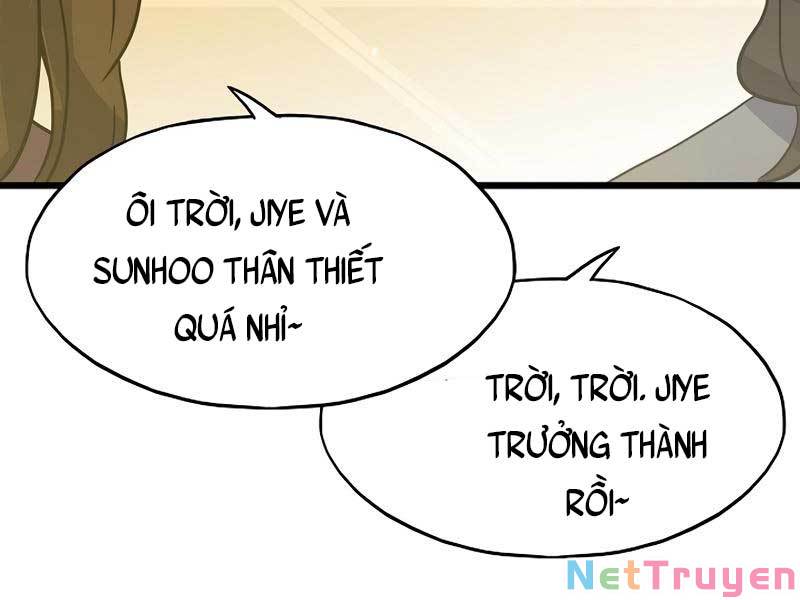 ÔI TRỜI, JIYE VÀ
SUNHOO THÂN THIẾT
QUÁ NHỈ~
TRỜI, TRỜI. JIYE
TRƯỞNG THÀNH
RỒI~
NetTruyen